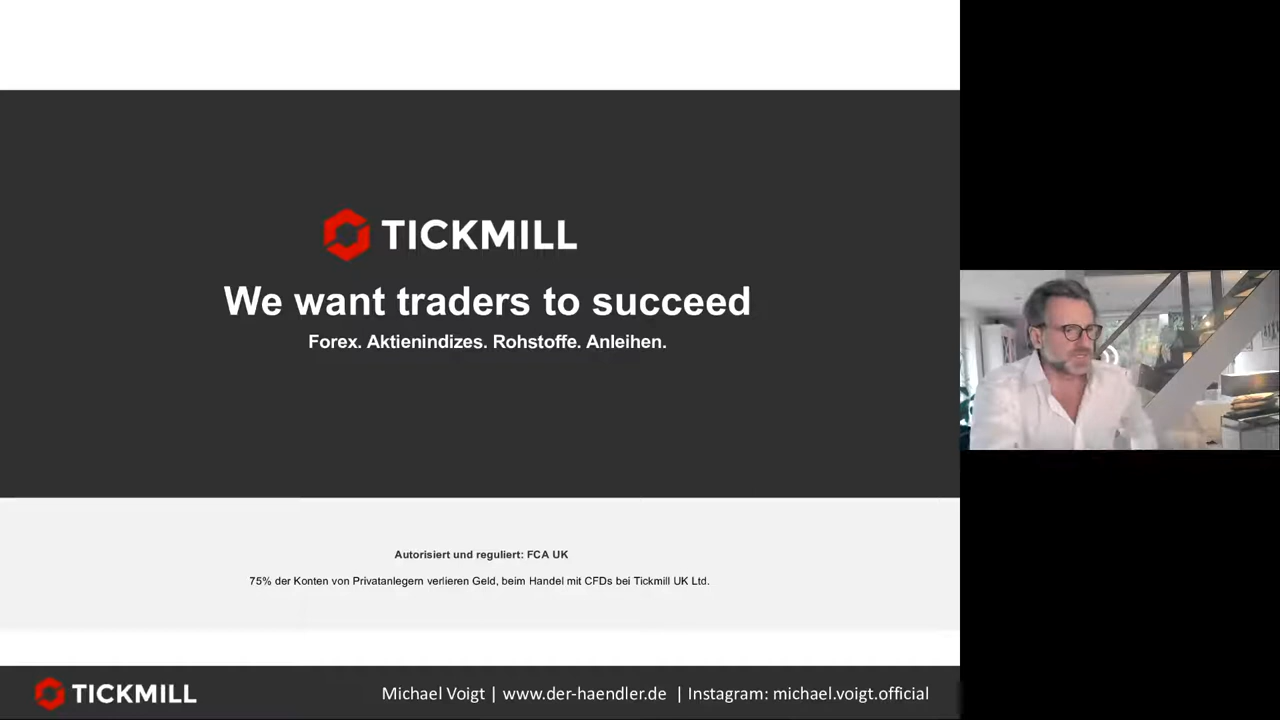 TICKMILL
We want traders to succeed
Forex. Aktienindizes. Rohstoffe. Anleihen.
Autorisiert und reguliert: FCA UK
75% der Konten von Privatanlegern verlieren Geld, beim Handel mit CFDs bei Tickmill UK Ltd.
TICKMILL
Michael Voigt | www.der-haendler.de | Instagram: michael.voigt.official